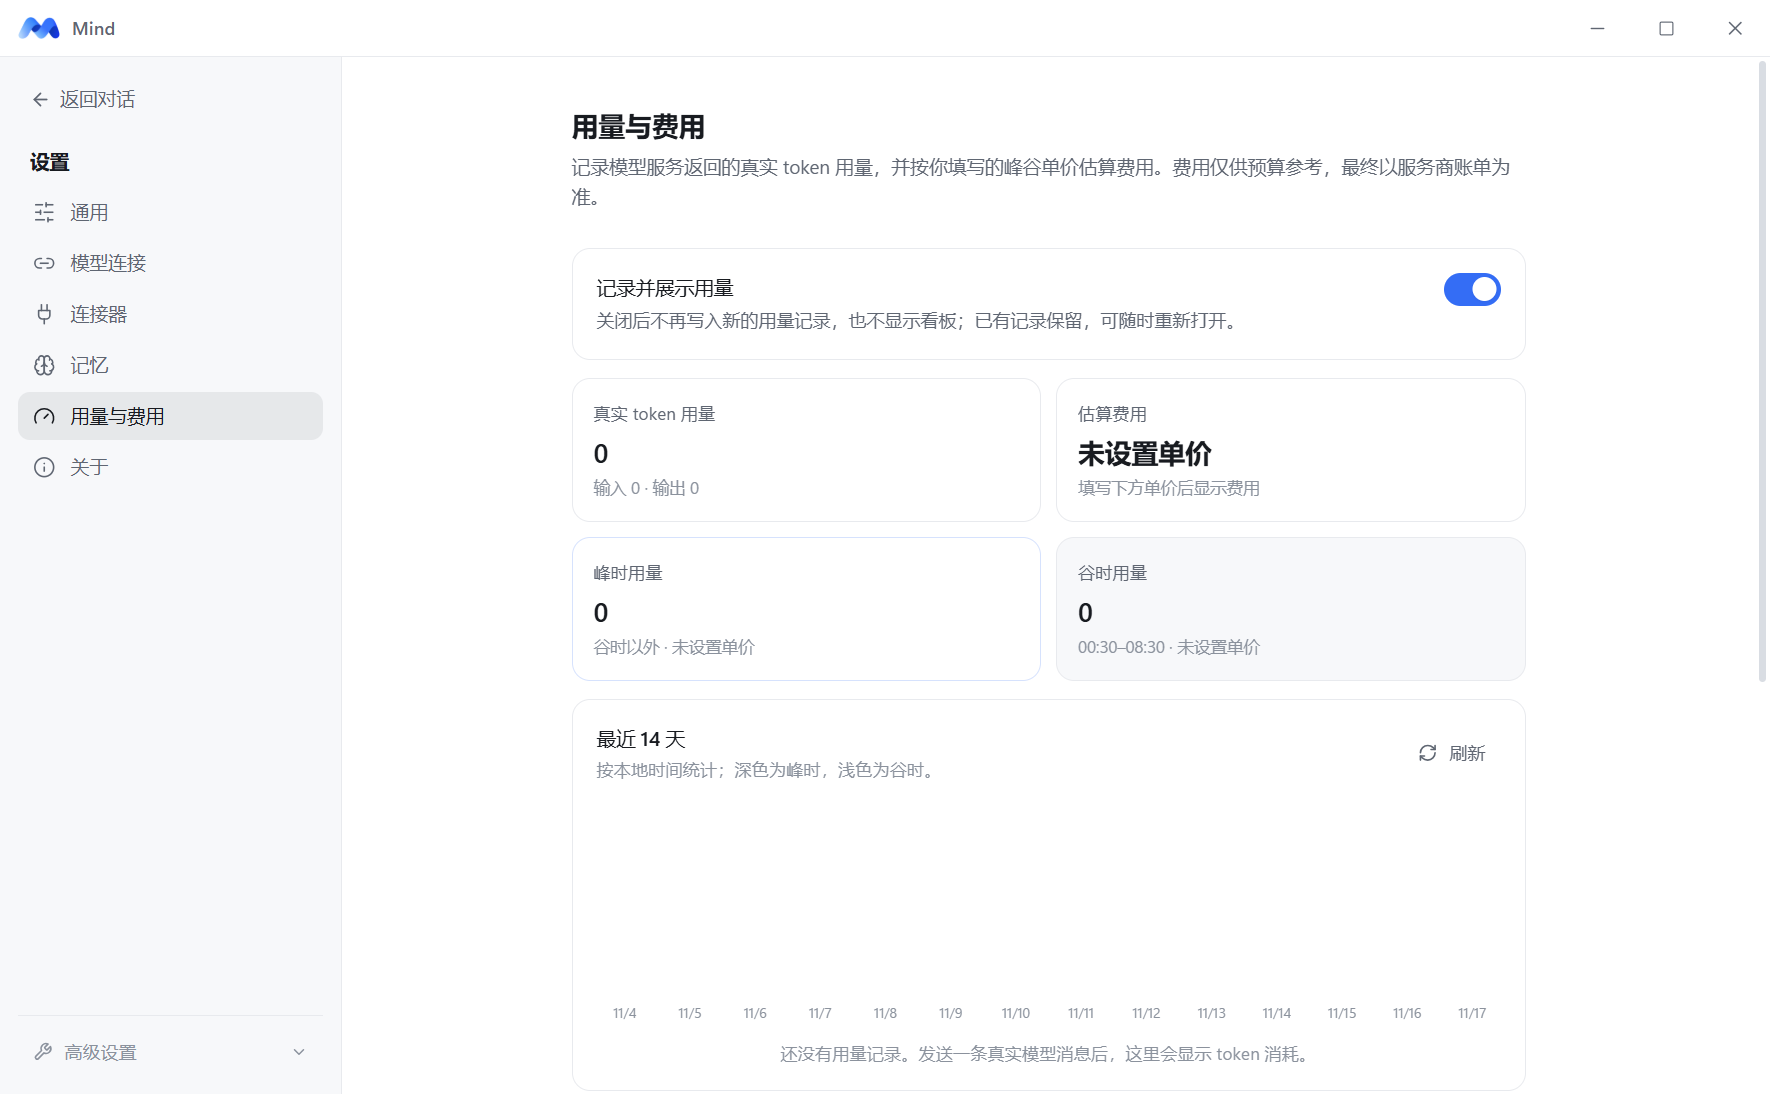 Mind
返回对话
设置
通用
模型连接
连接器
记忆
用量与费用
关于
高级设置
用量与费用
记录模型服务返回的真实 token 用量，并按你填写的峰谷单价估算费用。费用仅供预算参考，最终以服务商账单为
准。
记录并展示用量
关闭后不再写入新的用量记录，也不显示看板；已有记录保留，可随时重新打开。
真实 token 用量
0
输入 0 · 输出 0
估算费用
未设置单价
填写下方单价后显示费用
峰时用量
0
谷时以外 · 未设置单价
谷时用量
0
00:30–08:30 · 未设置单价
最近 14 天
按本地时间统计；深色为峰时，浅色为谷时。
刷新
11/4 11/5 11/6 11/7 11/8 11/9 11/10 11/11 11/12 11/13 11/14 11/15 11/16 11/17
还没有用量记录。发送一条真实模型消息后，这里会显示 token 消耗。